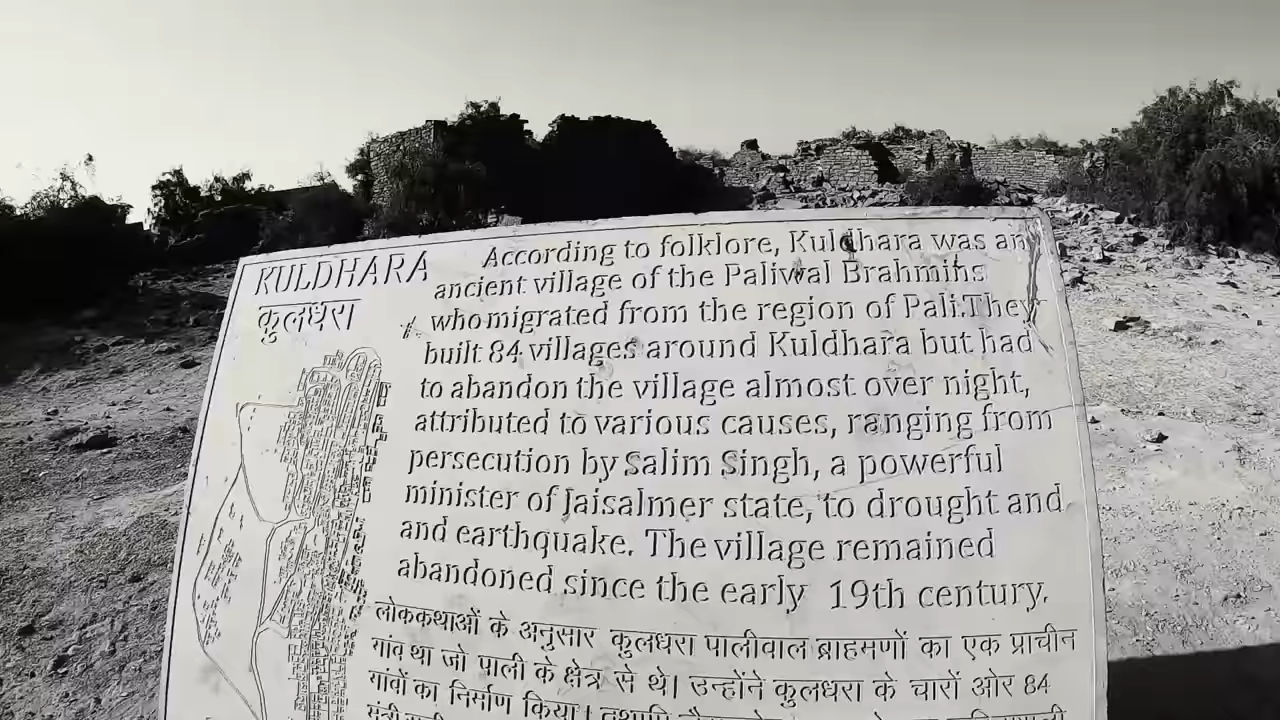 KULDHARA
कुलधरा
According to folklore, Kuldhara was an
ancient village of the Paliwal Brahmins
who migrated from the region of Pali.They
built 84 villages around Kuldhara but had
to abandon the village almost over night,
attributed to various causes, ranging from
persecution by Salim Singh, a powerful
minister of Jaisalmer state, to drought and
and earthquake. The village remained
abandoned since the early 19th century.
लोककथाओं के अनुसार कुलधरा पालीवाल ब्राहमणों का एक प्राचीन
गांव था जो पाली के क्षेत्र से थे। उन्होंने कुलधरा के चारों ओर 84
गांवों का निर्माण किया।